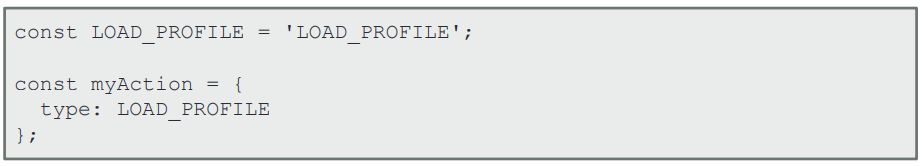 const LOAD_PROFILE = 'LOAD_PROFILE';
const myAction = {
  type: LOAD_PROFILE
};